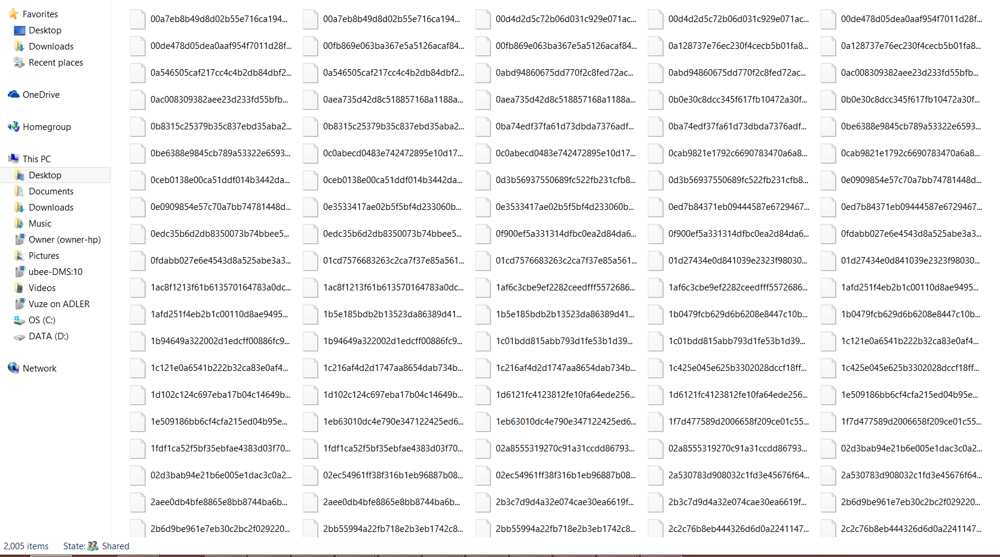 Favorites
Desktop
Downloads
Recent places
OneDrive
Homegroup
This PC
Desktop
Documents
Downloads
Music
Owner (owner-hp)
Pictures
ubee-DMS:10
Videos
Vuze on ADLER
OS (C:)
DATA (D:)
Network
00a7eb8b49d8d02b55e716ca194... 00a7eb8b49d8d02b55e716ca194... 00d4d2d5c72b06d031c929e071ac... 00d4d2d5c72b06d031c929e071ac... 00de478d05dea0aaf954f7011d28f...
00de478d05dea0aaf954f7011d28f... 00fb869e063ba367e5a5126acaf84... 00fb869e063ba367e5a5126acaf84... 0a128737e76ec230f4cecb5b01fa8... 0a128737e76ec230f4cecb5b01fa8...
0a546505caf217cc4c4b2db84dbf2... 0a546505caf217cc4c4b2db84dbf2... 0abd94860675dd770f2c8fed72ac... 0abd94860675dd770f2c8fed72ac... 0ac008309382aee23d233fd55bfb...
0ac008309382aee23d233fd55bfb... 0aea735d42d8c518857168a1188a... 0aea735d42d8c518857168a1188a... 0b0e30c8dcc345f617fb10472a30f... 0b0e30c8dcc345f617fb10472a30f...
0b8315c25379b35c837ebd35aba2... 0b8315c25379b35c837ebd35aba2... 0ba74edf37fa61d73dbda7376adf... 0ba74edf37fa61d73dbda7376adf... 0be6388e9845cb789a53322e6593...
0be6388e9845cb789a53322e6593... 0c0abecd0483e742472895e10d17... 0c0abecd0483e742472895e10d17... 0cab9821e1792c6690783470a6a8... 0cab9821e1792c6690783470a6a8...
0ceb0138e00ca51ddf014b3442da... 0ceb0138e00ca51ddf014b3442da... 0d3b56937550689fc522fb231cfb8... 0d3b56937550689fc522fb231cfb8... 0e0909854e57c70a7bb74781448d...
0e0909854e57c70a7bb74781448d... 0e3533417ae02b5f5bf4d233060b... 0e3533417ae02b5f5bf4d233060b... 0ed7b84371eb09444587e6729467... 0ed7b84371eb09444587e6729467...
0edc35b6d2db8350073b74bbee5... 0edc35b6d2db8350073b74bbee5... 0f900ef5a331314dfbc0ea2d84da6... 0f900ef5a331314dfbc0ea2d84da6... 0fdabb027e6e4543d8a525abe3a3...
0fdabb027e6e4543d8a525abe3a3... 01cd7576683263c2ca7f37e85a561... 01cd7576683263c2ca7f37e85a561... 01d27434e0d841039e2323f98030... 01d27434e0d841039e2323f98030...
1ac8f1213f61b613570164783a0dc... 1ac8f1213f61b613570164783a0dc... 1af6c3cbe9ef2282ceedfff5572686... 1af6c3cbe9ef2282ceedfff5572686... 1afd251f4eb2b1c00110d8ae9495...
1afd251f4eb2b1c00110d8ae9495... 1b5e185bdb2b13523da86389d41... 1b5e185bdb2b13523da86389d41... 1b0479fcb629d6b6208e8447c10b... 1b0479fcb629d6b6208e8447c10b...
1b94649a322002d1edcff00886fc9... 1b94649a322002d1edcff00886fc9... 1c01bdd815abb793d1fe53b1d39... 1c01bdd815abb793d1fe53b1d39... 1c121e0a6541b222b32ca83e0af4...
1c121e0a6541b222b32ca83e0af4... 1c216af4d2d1747aa8654dab734b... 1c216af4d2d1747aa8654dab734b... 1c425e045e625b3302028dccf18ff... 1c425e045e625b3302028dccf18ff...
1d102c124c697eba17b04c14649b... 1d102c124c697eba17b04c14649b... 1d6121fc4123812fe10fa64ede256... 1d6121fc4123812fe10fa64ede256... 1e509186bb6cf4cfa215ed04b95e...
1e509186bb6cf4cfa215ed04b95e... 1eb63010dc4e790e347122425ed6... 1eb63010dc4e790e347122425ed6... 1f7d477589d2006658f209ce01c55... 1f7d477589d2006658f209ce01c55...
1fdf1ca52f5bf35ebfae4383d03f70... 1fdf1ca52f5bf35ebfae4383d03f70... 02a8555319270c91a31ccdd86793... 02a8555319270c91a31ccdd86793... 02d3bab94e21b6e005e1dac3c0a2...
02d3bab94e21b6e005e1dac3c0a2... 02ec54961ff38f316b1eb96887b08... 02ec54961ff38f316b1eb96887b08... 2a530783d908032c1fd3e45676f64... 2a530783d908032c1fd3e45676f64...
2aee0db4bfe8865e8bb8744ba6b... 2aee0db4bfe8865e8bb8744ba6b... 2b3c7d9d4a32e074cae30ea6619f... 2b3c7d9d4a32e074cae30ea6619f... 2b6d9be961e7eb30c2bc2f029220...
2b6d9be961e7eb30c2bc2f029220... 2bb55994a22fb718e2b3eb1742c8... 2bb55994a22fb718e2b3eb1742c8... 2c2c76b8eb444326d6d0a2241147... 2c2c76b8eb444326d6d0a2241147...
2,005 items State: Shared